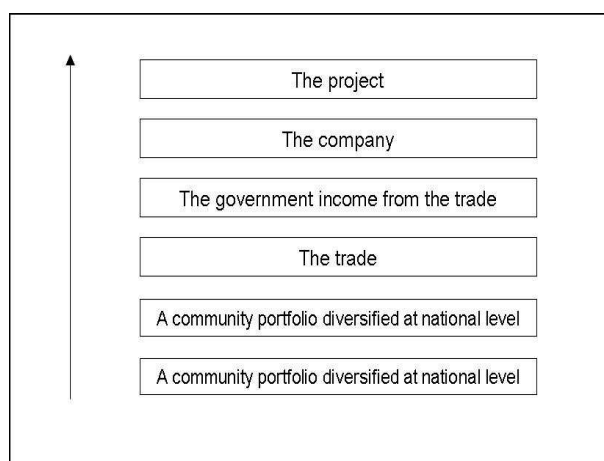 The project
The company
The government income from the trade
The trade
A community portfolio diversified at national level
A community portfolio diversified at national level